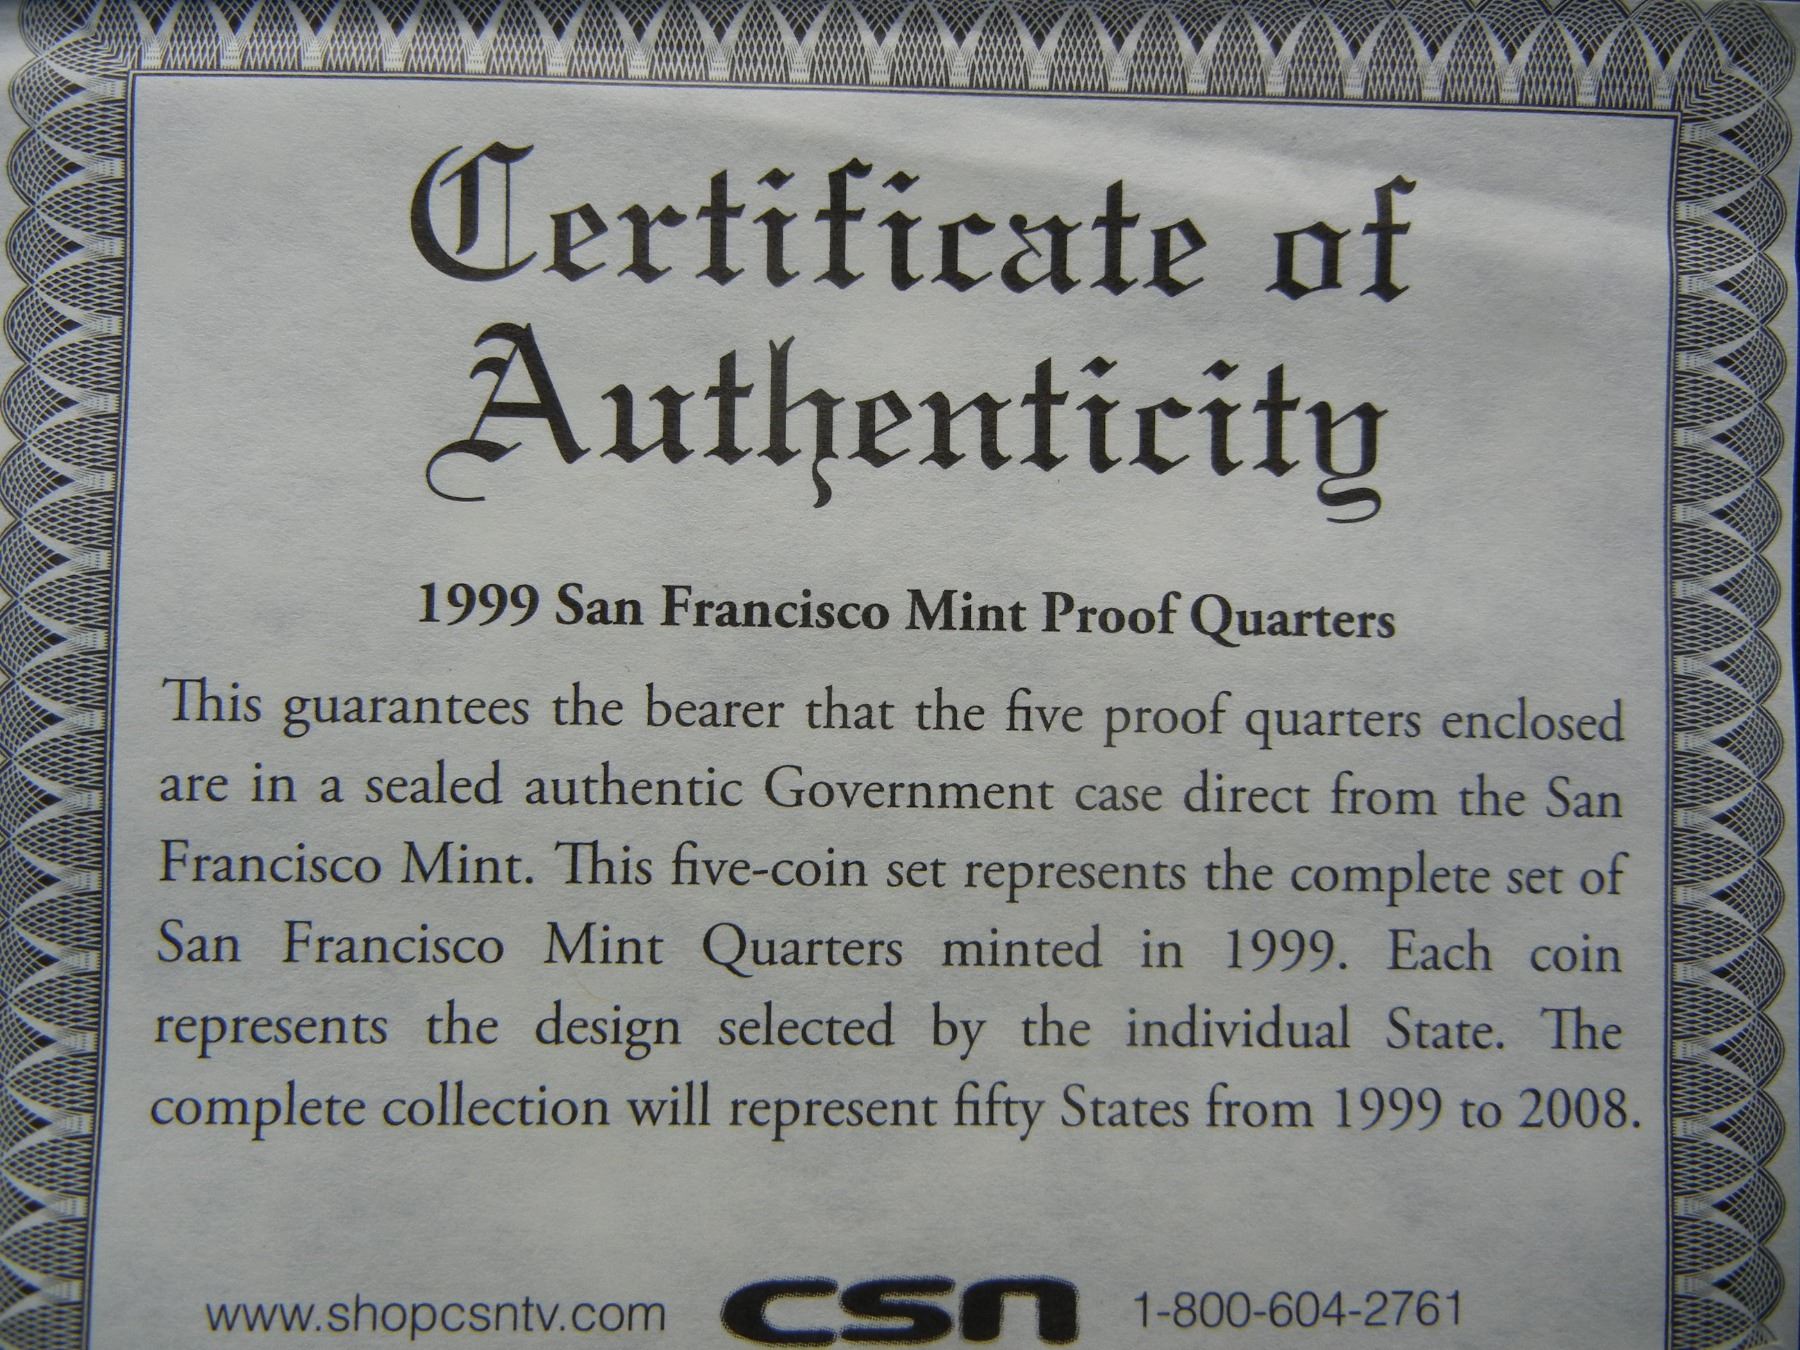 Certificate of
Authenticity
1999 San Francisco Mint Proof Quarters
This guarantees the bearer that the five proof quarters enclosed
are in a sealed authentic Government case direct from the San
Francisco Mint. This five-coin set represents the complete set of
San Francisco Mint Quarters minted in 1999. Each coin
represents the design selected by the individual State. The
complete collection will represent fifty States from 1999 to 2008.
www.shopcsntv.com csn 1-800-604-2761